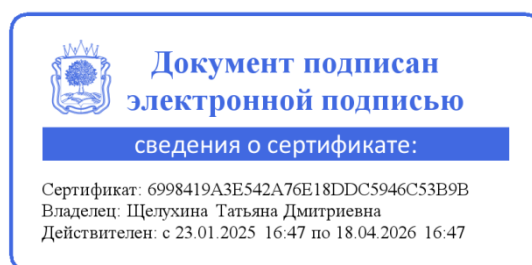 Документ подписан
электронной подписью
сведения о сертификате:
Сертификат: 6998419A3E542A76E18DDC5946C53B9B
Владелец: Щелухина Татьяна Дмитриевна
Действителен: с 23.01.2025 16:47 по 18.04.2026 16:47